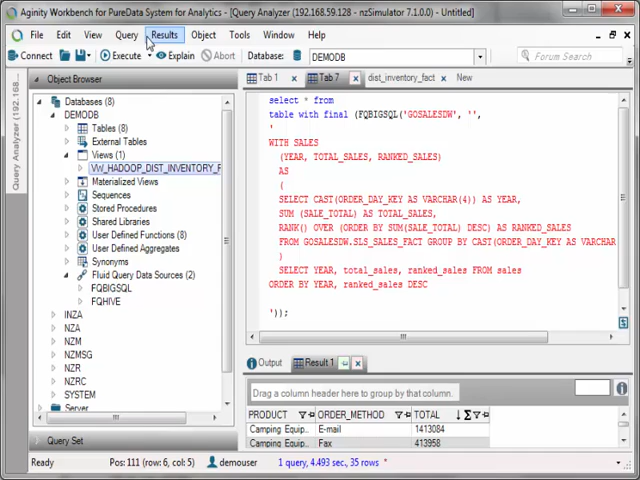 Aginity Workbench for PureData System for Analytics - [Query Analyzer (192.168.59.128 - nzSimulator 7.1.0.0) - Untitled]
File Edit View Query Results Object Tools Window Help
Connect Execute Explain Abort Database: DEMODB Forum Search...
Query Analyzer (192.168
Object Browser
Databases (8)
DEMODB
Tables (8)
External Tables
Views (1)
VW_HADOOP_DIST_INVENTORY_F
Materialized Views
Sequences
Stored Procedures
Shared Libraries
User Defined Functions (8)
User Defined Aggregates
Synonyms
Fluid Query Data Sources (2)
FQBIGSQL
FQHIVE
INZA
NZA
NZM
NZMSG
NZR
NZRC
SYSTEM
Server
Query Set
Tab 1 Tab 7 dist_inventory_fact New
select * from
table with final (FQBIGSQL('GOSALESDW', '',
'
WITH SALES
(YEAR, TOTAL_SALES, RANKED_SALES)
AS
(
SELECT CAST(ORDER_DAY_KEY AS VARCHAR(4)) AS YEAR,
SUM (SALE_TOTAL) AS TOTAL_SALES,
RANK() OVER (ORDER BY SUM(SALE_TOTAL) DESC) AS RANKED_SALES
FROM GOSALESDW.SLS_SALES_FACT GROUP BY CAST(ORDER_DAY_KEY AS VARCHAR
)
SELECT YEAR, total_sales, ranked_sales FROM sales
ORDER BY YEAR, ranked_sales DESC
'));
Output Result 1
Drag a column header here to group by that column.
PRODUCT ORDER_METHOD TOTAL
Camping Equip.. E-mail 1413084
Camping Equip.. Fax 413958
Ready Pos: 111 (row: 6, col: 5) demouser 1 query, 4.493 sec., 35 rows *